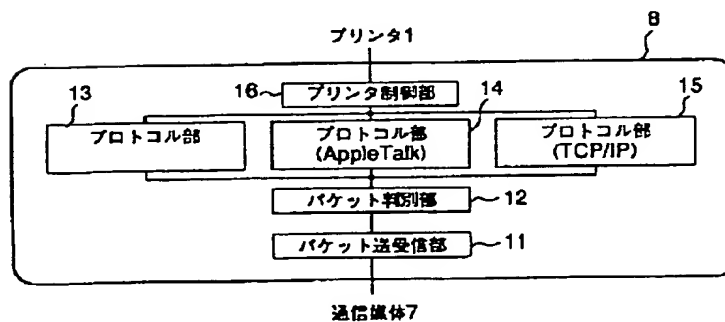 プリンタ1
8
16 プリンタ制御部
13 プロトコル部
14 プロトコル部
(AppleTalk)
15 プロトコル部
(TCP/IP)
パケット判別部 12
パケット送受信部 11
通信媒体7